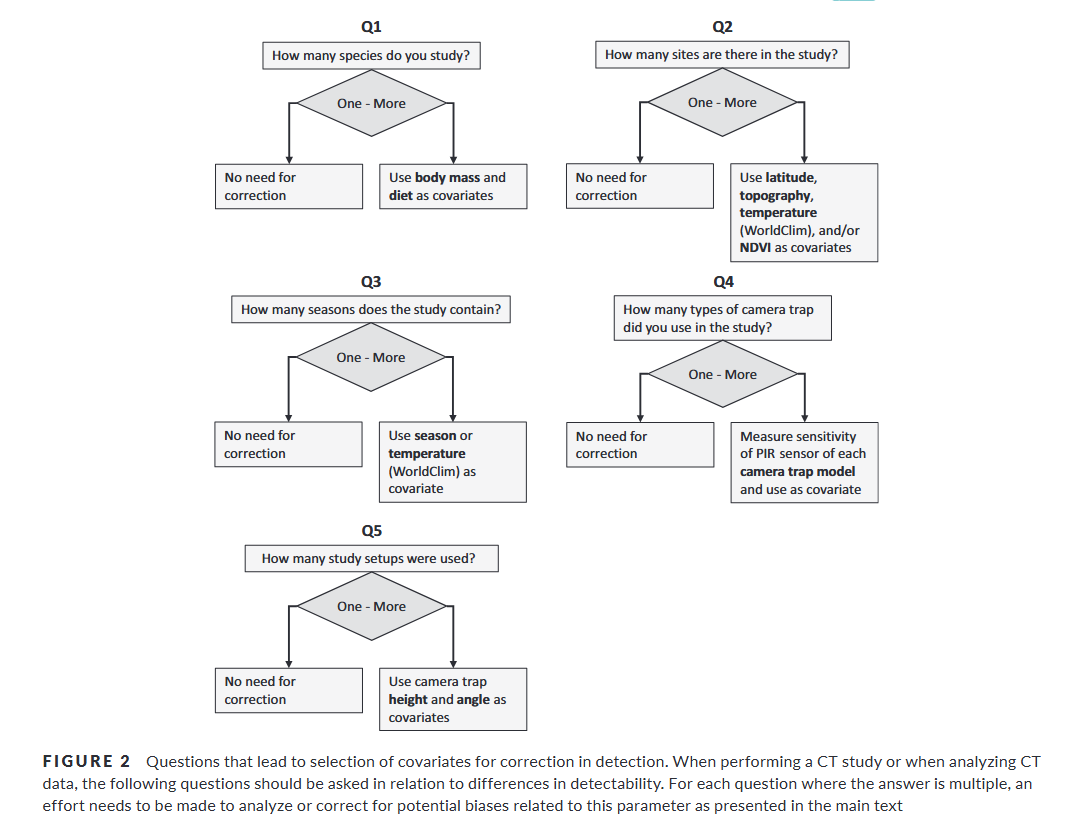 Q1
How many species do you study?
One - More
No need for
correction
Use body mass and
diet as covariates
Q2
How many sites are there in the study?
One - More
No need for
correction
Use latitude,
topography,
temperature
(WorldClim), and/or
NDVI as covariates
Q3
How many seasons does the study contain?
One - More
No need for
correction
Use season or
temperature
(WorldClim) as
covariate
Q4
How many types of camera trap
did you use in the study?
One - More
No need for
correction
Measure sensitivity
of PIR sensor of each
camera trap model
and use as covariate
Q5
How many study setups were used?
One - More
No need for
correction
Use camera trap
height and angle as
covariates
FIGURE 2 Questions that lead to selection of covariates for correction in detection. When performing a CT study or when analyzing CT
data, the following questions should be asked in relation to differences in detectability. For each question where the answer is multiple, an
effort needs to be made to analyze or correct for potential biases related to this parameter as presented in the main text